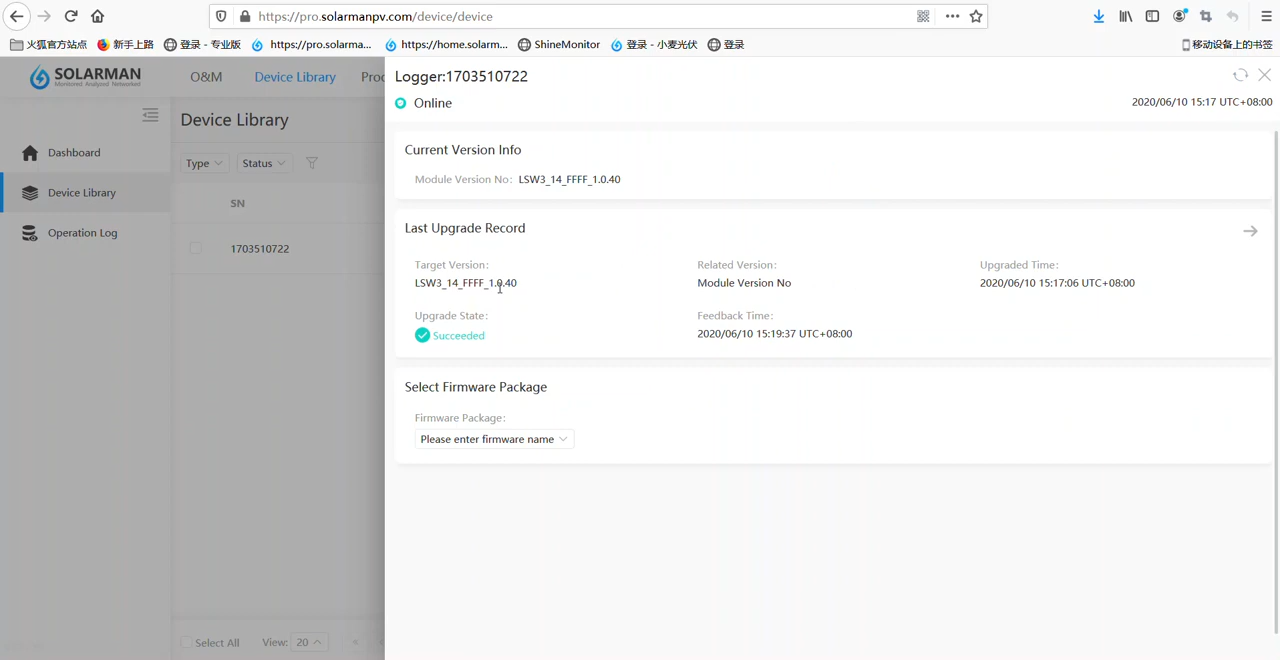 https://pro.solarmanpv.com/device/device
火狐官方站点 新手上路 登录 - 专业版 https://pro.solarma... https://home.solarm... ShineMonitor 登录 - 小麦光伏 登录 移动设备上的书签
SOLARMAN
Monitored Analyzed Networked
O&M Device Library Proc
Dashboard
Device Library
Operation Log
Device Library
Type Status
SN
1703510722
Select All View: 20
Logger:1703510722
Online 2020/06/10 15:17 UTC+08:00
Current Version Info
Module Version No: LSW3_14_FFFF_1.0.40
Last Upgrade Record
Target Version: Related Version: Upgraded Time:
LSW3_14_FFFF_1.0.40 Module Version No 2020/06/10 15:17:06 UTC+08:00
Upgrade State: Feedback Time:
Succeeded 2020/06/10 15:19:37 UTC+08:00
Select Firmware Package
Firmware Package:
Please enter firmware name